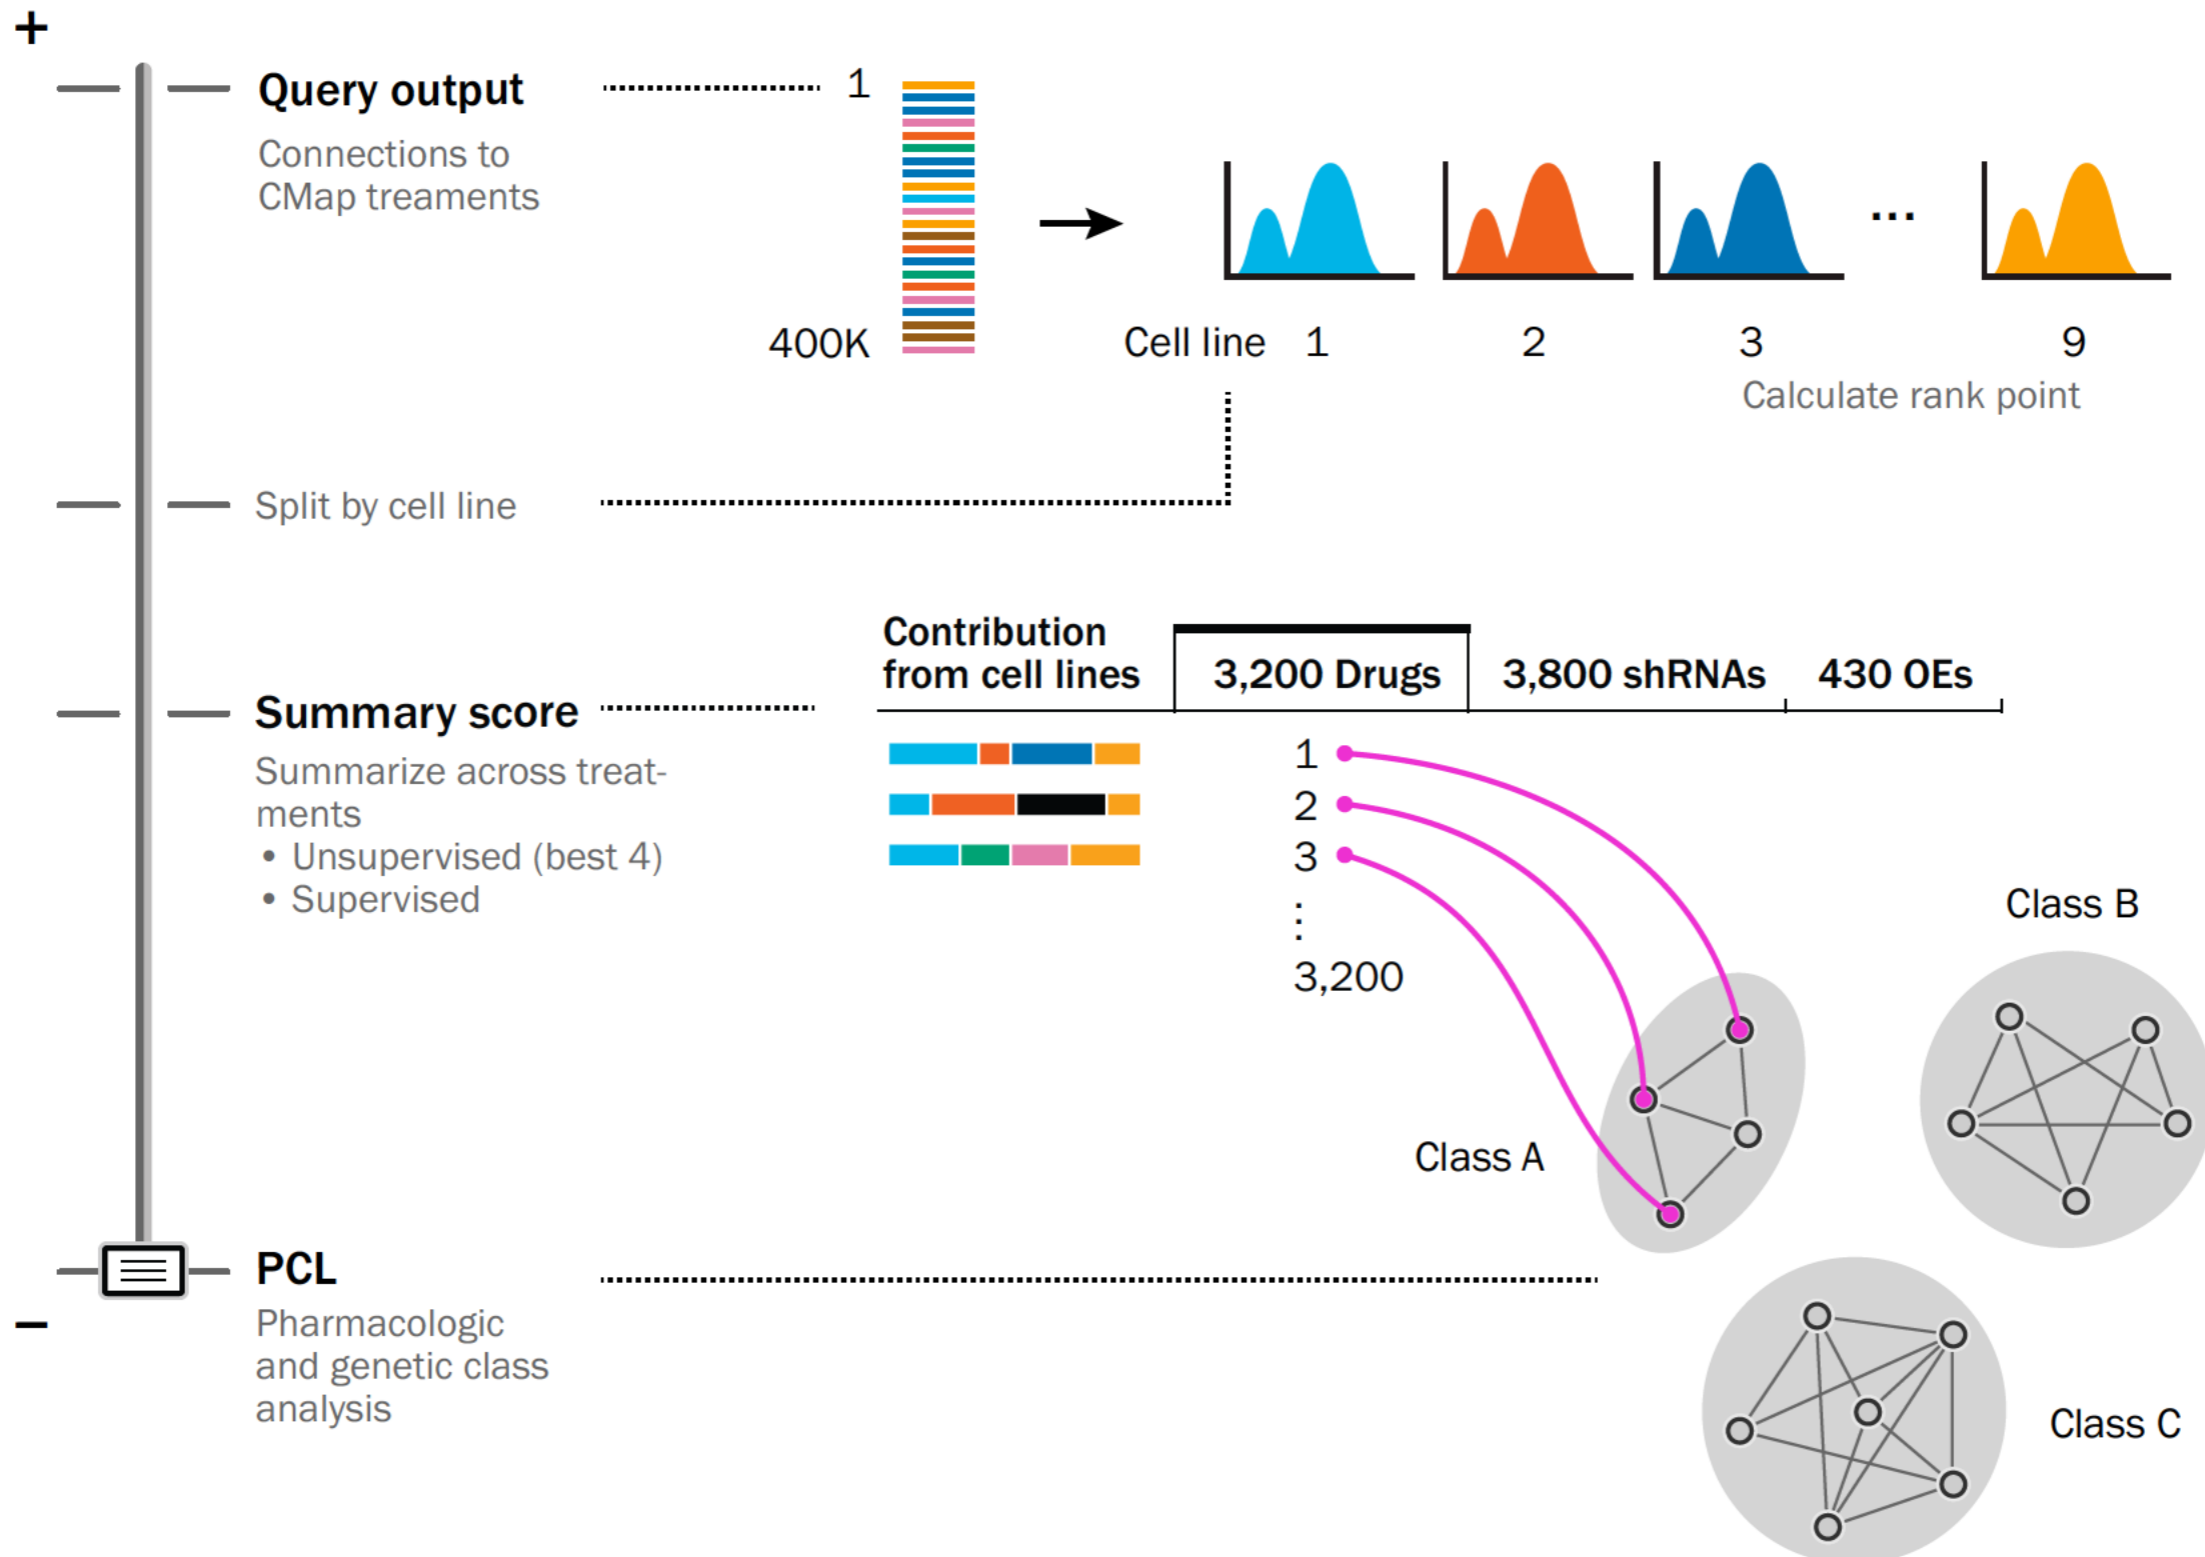 +
Query output
Connections to
CMap treaments
1
400K
Cell line 1 2 3 ... 9
Calculate rank point
Split by cell line
Summary score
Summarize across treat-
ments
• Unsupervised (best 4)
• Supervised
Contribution
from cell lines
3,200 Drugs
3,800 shRNAs
430 OEs
1
2
3
⋮
3,200
Class A
Class B
Class C
PCL
Pharmacologic
and genetic class
analysis
–